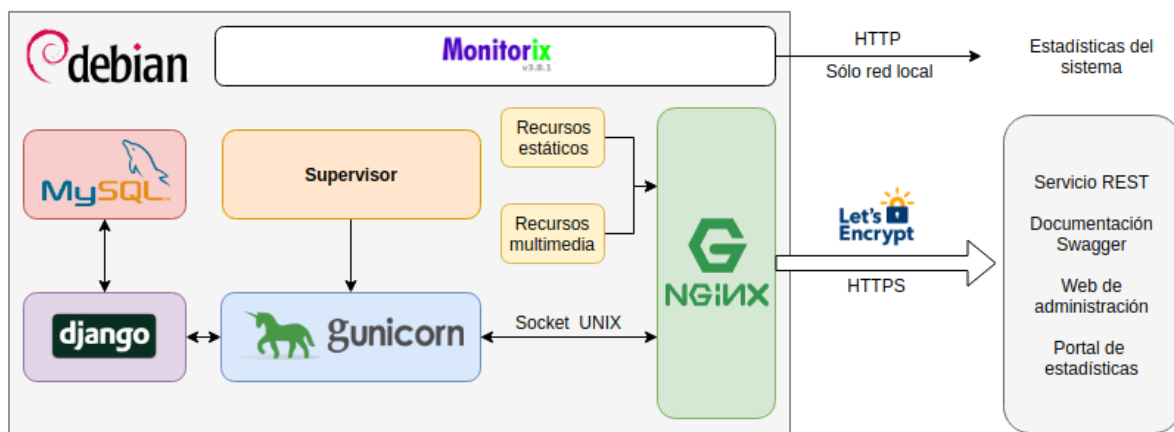 debian
Monitorix
v3.8.1
HTTP
Sólo red local
Estadísticas del
sistema
MySQL
Supervisor
Recursos
estáticos
Recursos
multimedia
NGINX
Let's
Encrypt
HTTPS
Servicio REST
Documentación
Swagger
Web de
administración
Portal de
estadísticas
django
gunicorn
Socket UNIX